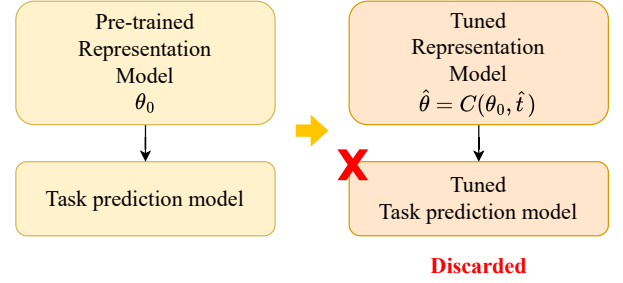 Pre-trained
Representation
Model
θ₀
Task prediction model
Tuned
Representation
Model
θ̂ = C(θ₀, t̂ )
X
Tuned
Task prediction model
Discarded